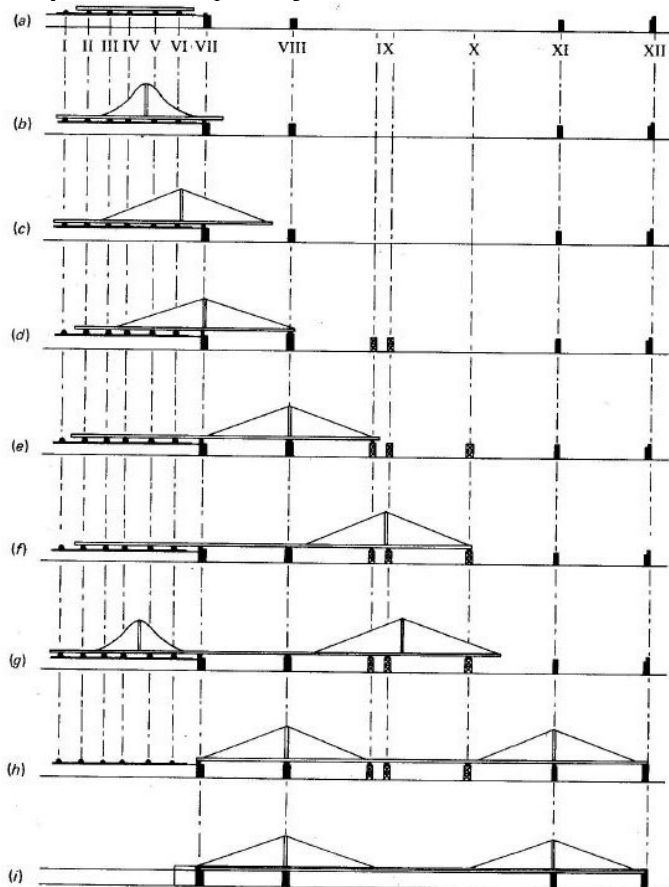 (a)
I II III IV V VI VII VIII IX X XI XII
(b)
(c)
(d)
(e)
(f)
(g)
(h)
(i)